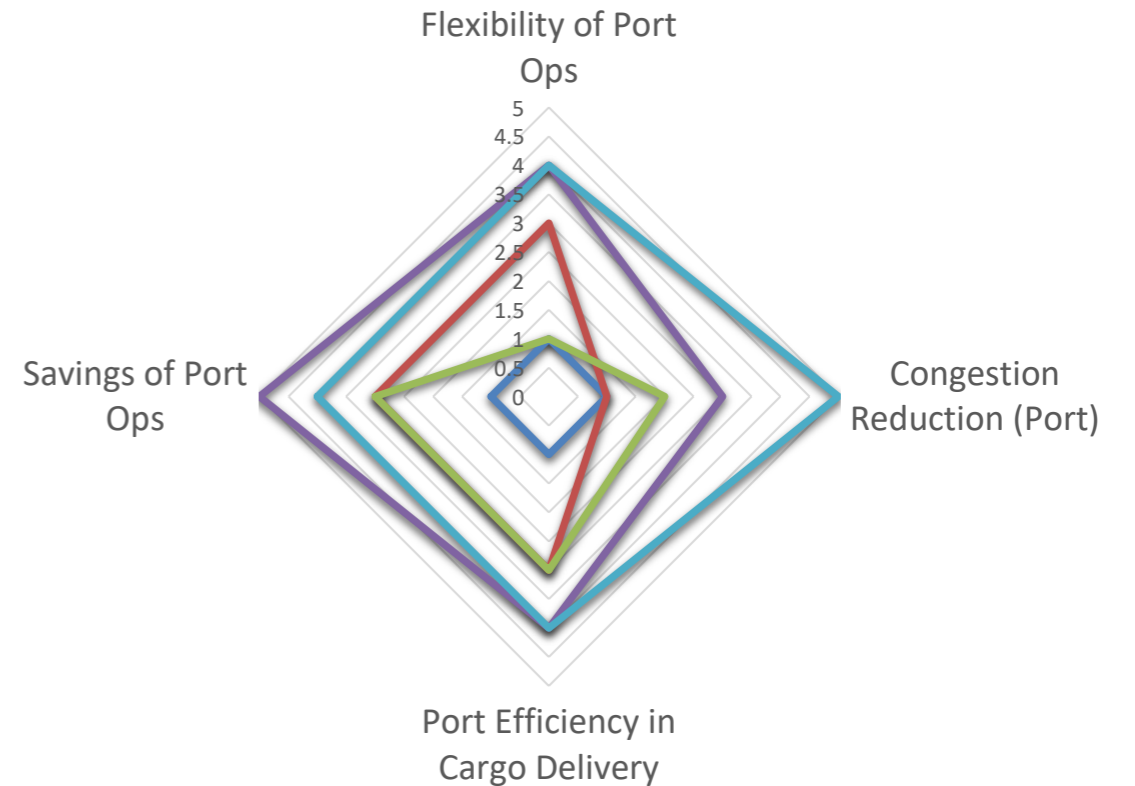 Flexibility of Port
Ops
5
4.5
4
3.5
3
2.5
2
1.5
1
0.5
0
Savings of Port
Ops
Congestion
Reduction (Port)
Port Efficiency in
Cargo Delivery